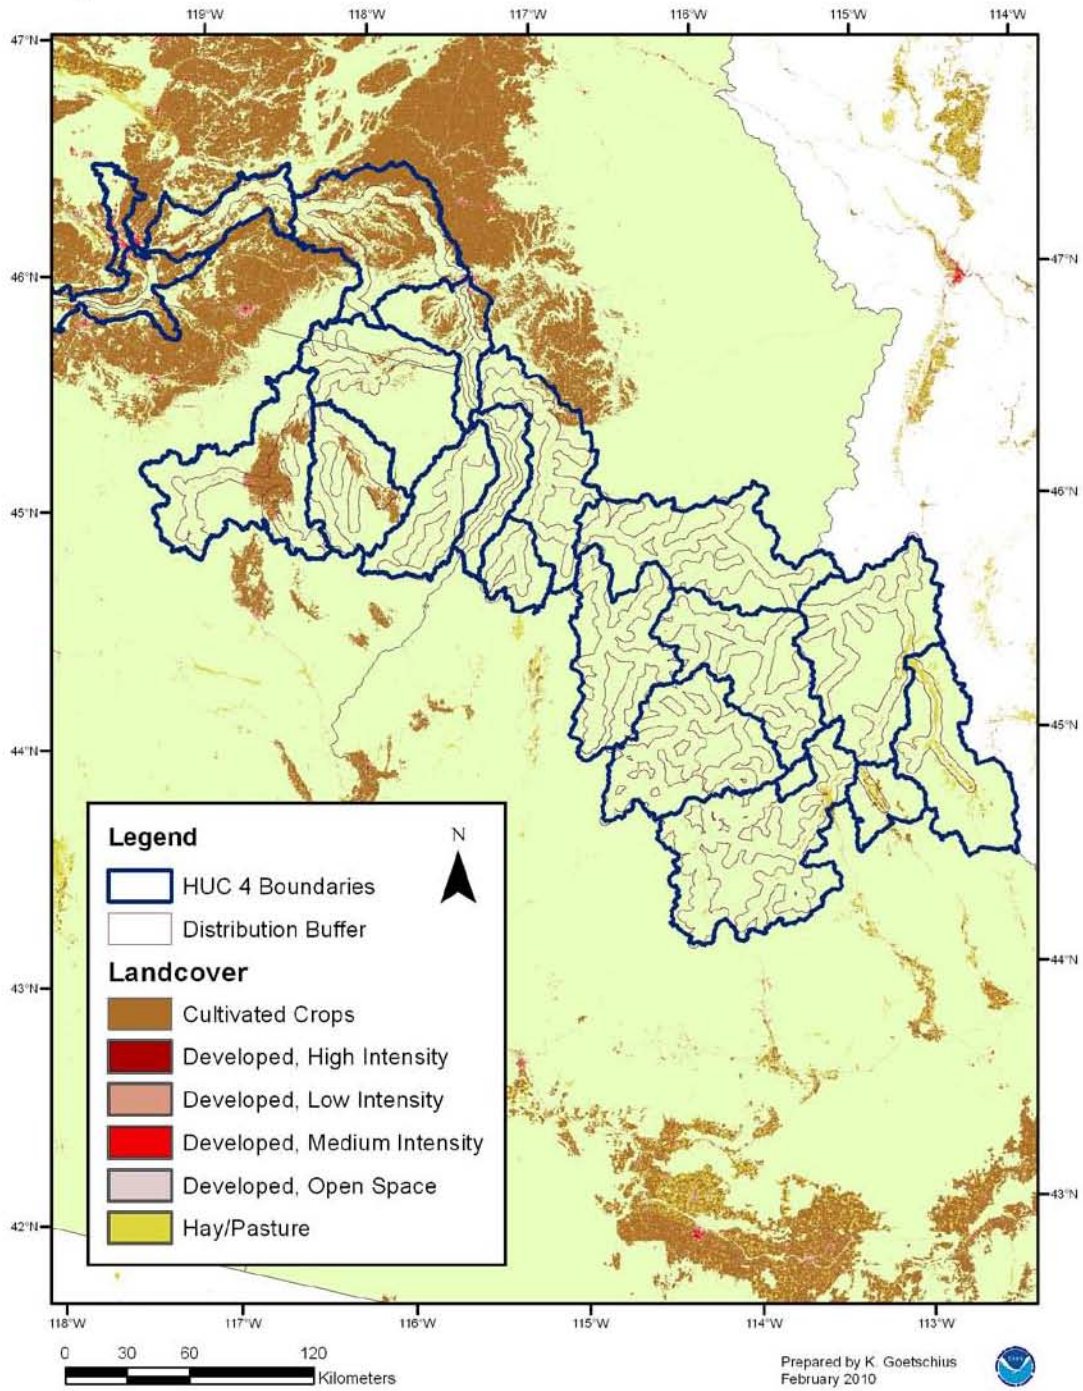 119°W 118°W 117°W 116°W 115°W 114°W
47°N
47°N
46°N
46°N
45°N
45°N
44°N
44°N
43°N
43°N
42°N
Legend
N
HUC 4 Boundaries
Distribution Buffer
Landcover
Cultivated Crops
Developed, High Intensity
Developed, Low Intensity
Developed, Medium Intensity
Developed, Open Space
Hay/Pasture
118°W 117°W 116°W 115°W 114°W 113°W
0 30 60 120
Kilometers
Prepared by K. Goetschius
February 2010